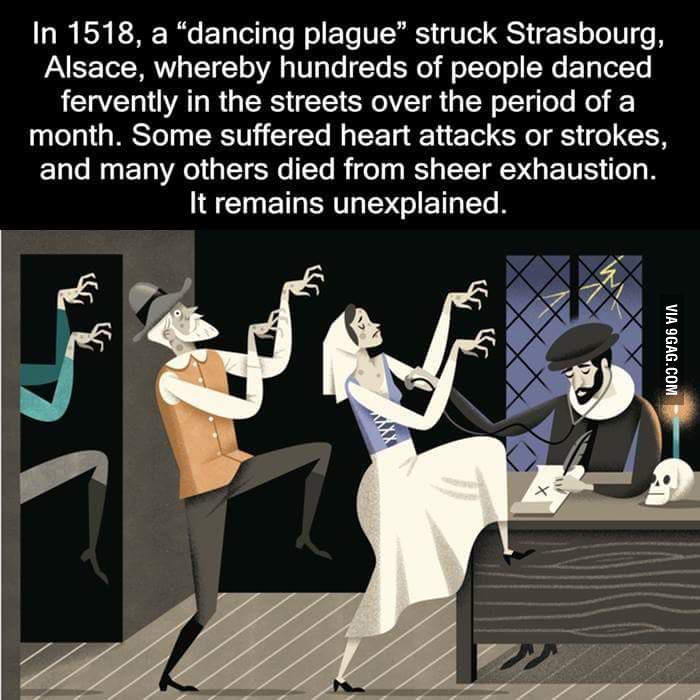 In 1518, a “dancing plague” struck Strasbourg,
Alsace, whereby hundreds of people danced
fervently in the streets over the period of a
month. Some suffered heart attacks or strokes,
and many others died from sheer exhaustion.
It remains unexplained.
VIA 9GAG.COM
X